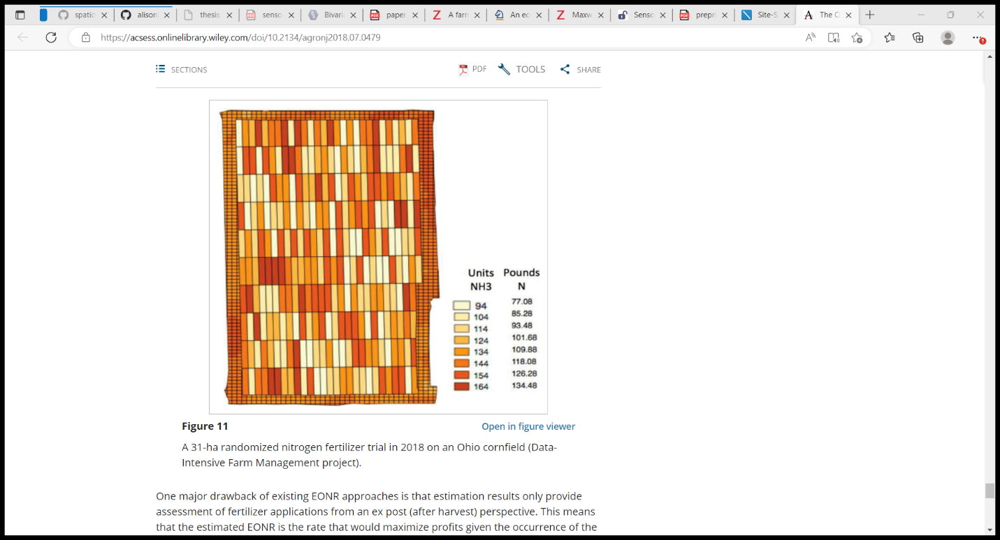 spatio
alison
thesis.
senso
Bivari
paper
A farm
An ec
Maxw
Senso
prepri
Site-S
The C
https://acsess.onlinelibrary.wiley.com/doi/10.2134/agronj2018.07.0479
SECTIONS
PDF
TOOLS
SHARE
Units Pounds
NH3 N
94 77.08
104 85.28
114 93.48
124 101.68
134 109.88
144 118.08
154 126.28
164 134.48
Figure 11
Open in figure viewer
A 31-ha randomized nitrogen fertilizer trial in 2018 on an Ohio cornfield (Data-
Intensive Farm Management project).
One major drawback of existing EONR approaches is that estimation results only provide
assessment of fertilizer applications from an ex post (after harvest) perspective. This means
that the estimated EONR is the rate that would maximize profits given the occurrence of the